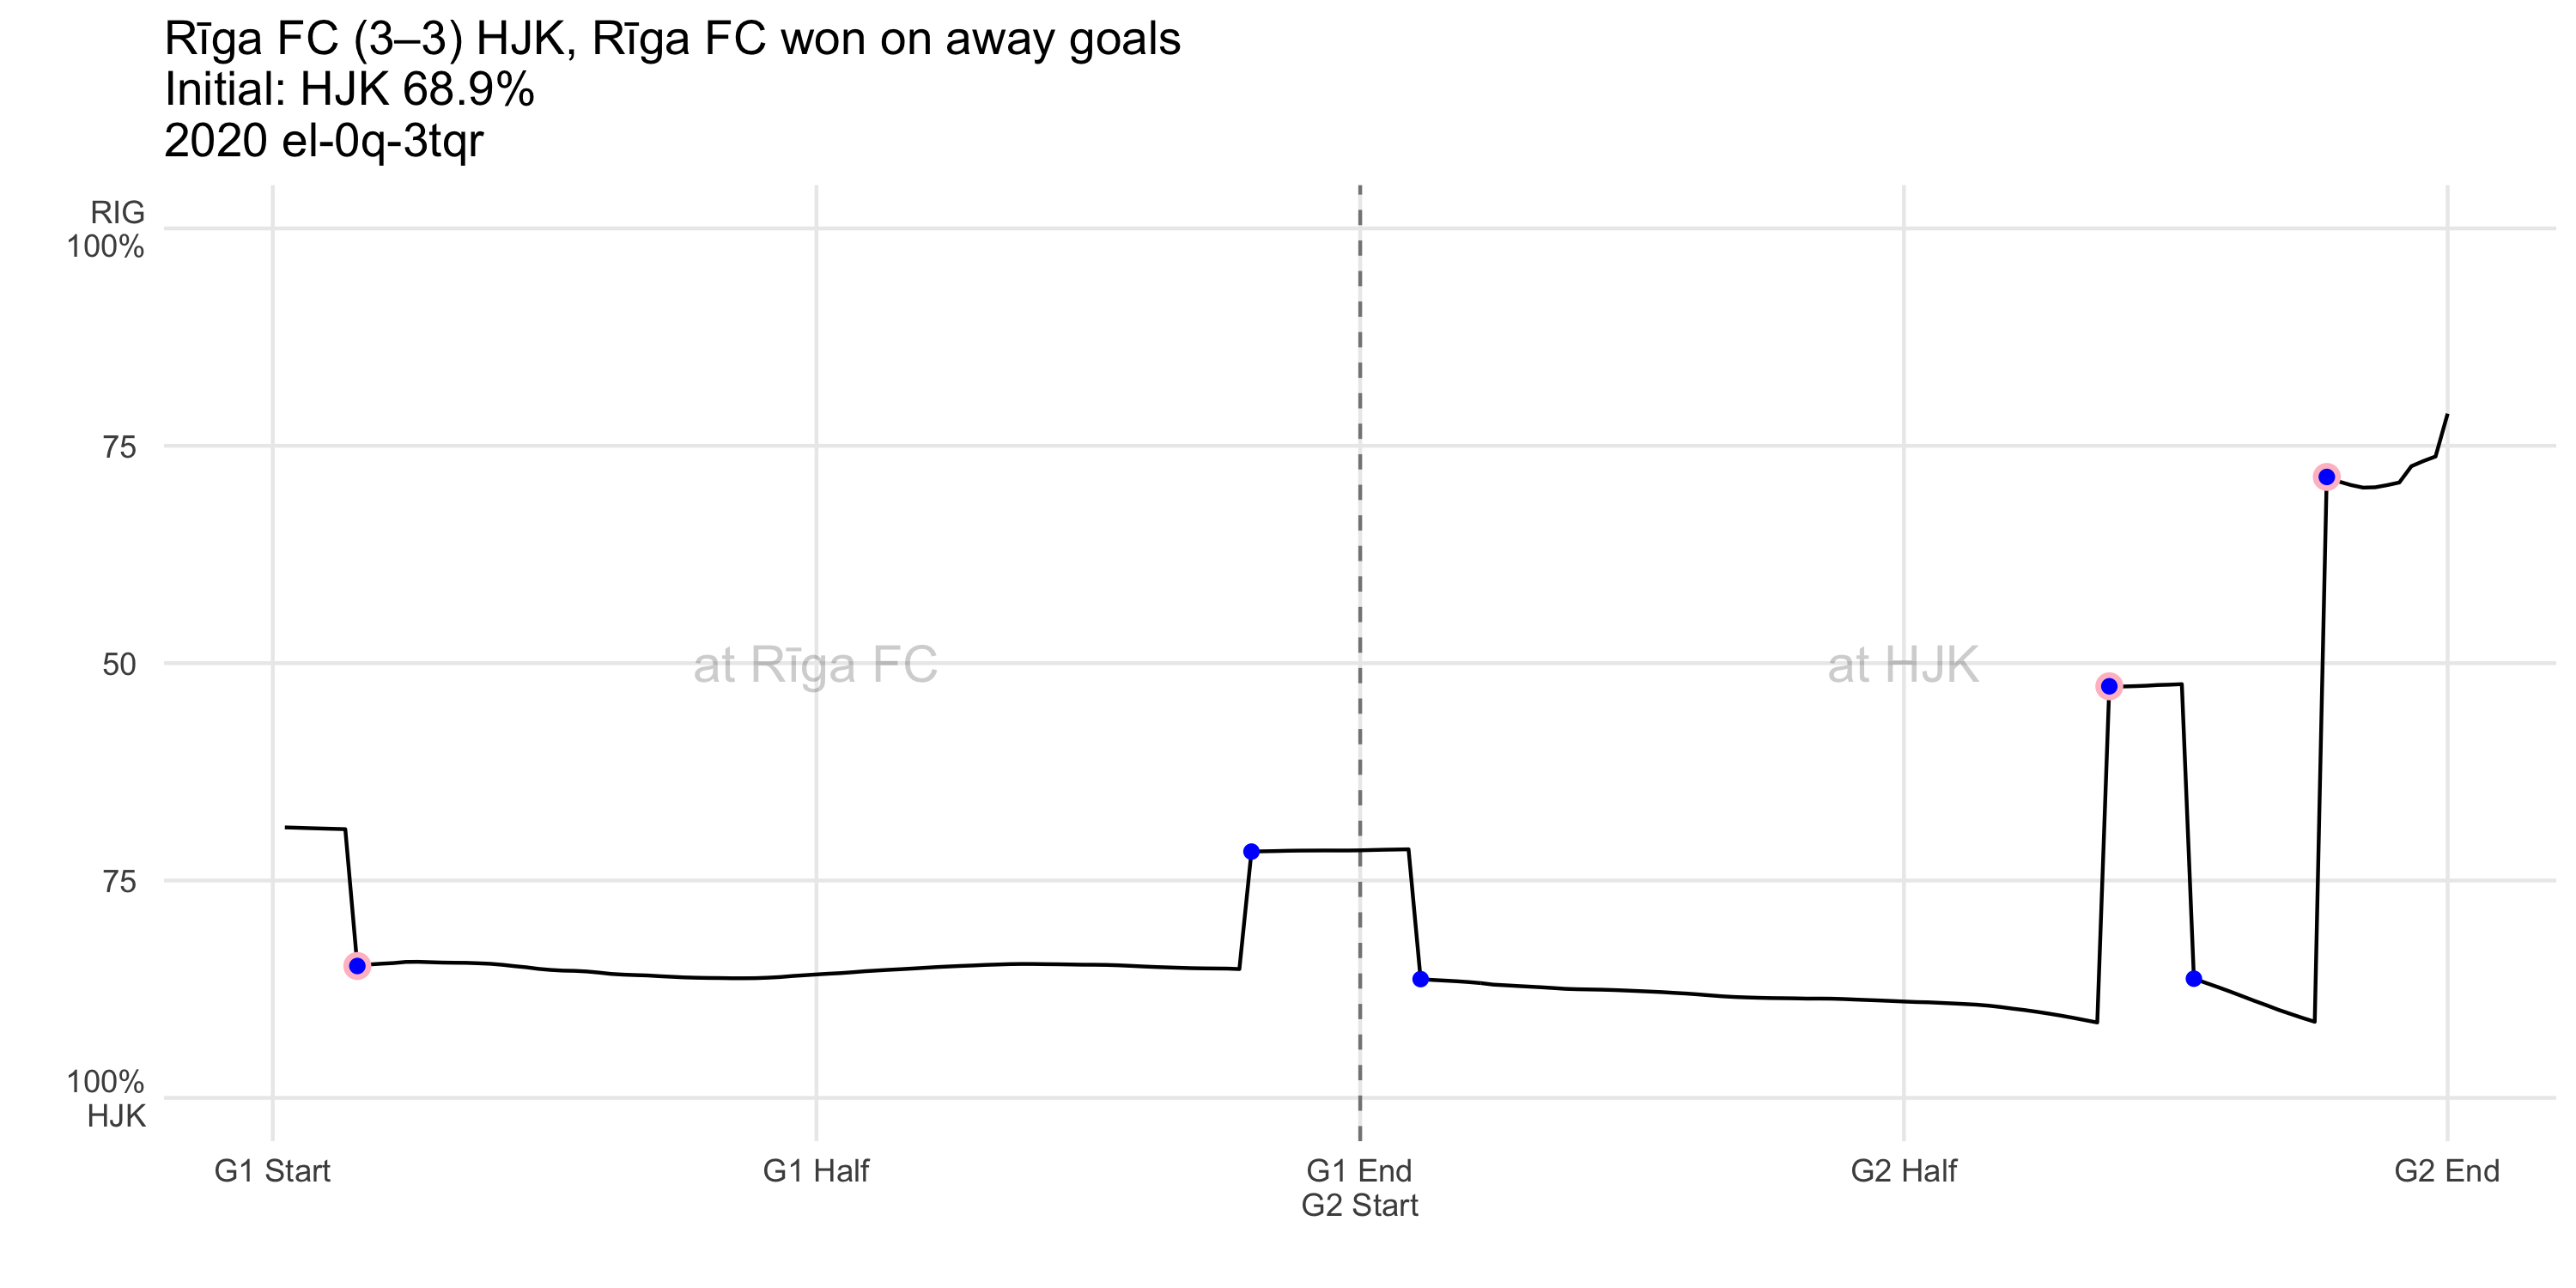 Rīga FC (3–3) HJK, Rīga FC won on away goals
Initial: HJK 68.9%
2020 el-0q-3tqr
RIG
100%
75
50
75
100%
HJK
at Rīga FC
at HJK
G1 Start
G1 Half
G1 End
G2 Start
G2 Half
G2 End